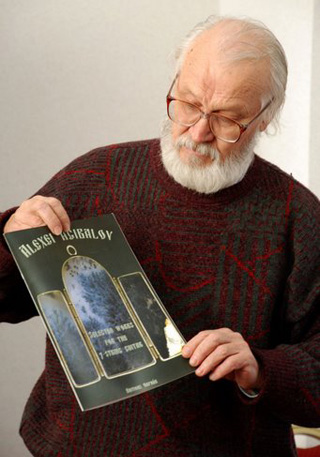 ALEXEI AGIBALOV
SELECTED WORKS
FOR THE
7 STRING GUITAR